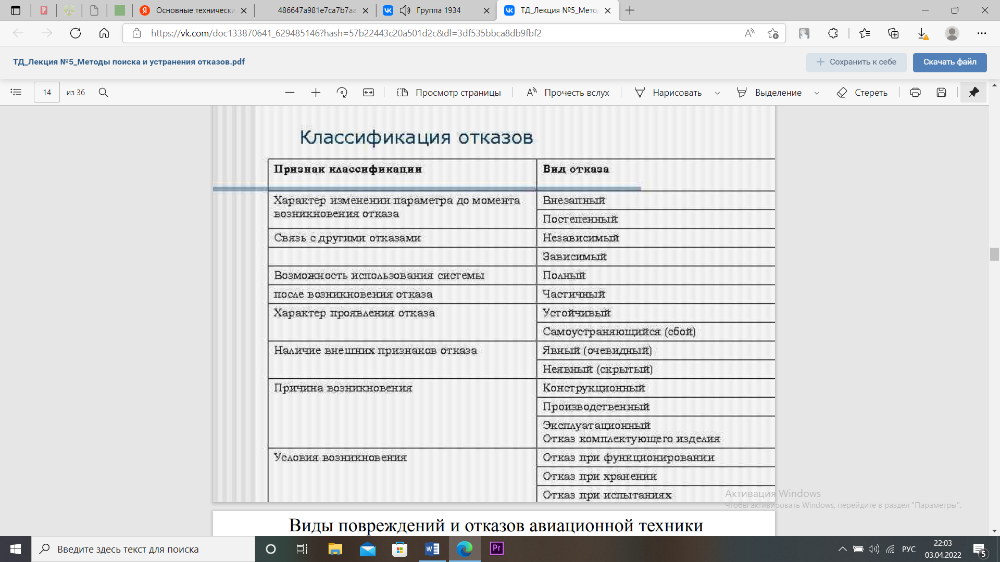 Основные технически
486647a981e7ca7b7aa
Группа 1934
ТД_Лекция №5_Мето
https://vk.com/doc133870641_629485146?hash=57b22443c20a501d2c&dl=3df535bbca8db9fbf2
ТД_Лекция №5_Методы поиска и устранения отказов.pdf
Сохранить к себе
Скачать файл
14 из 36
Просмотр страницы
Прочесть вслух
Нарисовать
Выделение
Стереть
Классификация отказов
Признак классификации
Вид отказа
Характер изменении параметра до момента
возникновения отказа
Внезапный
Постепенный
Связь с другими отказами
Независимый
Зависимый
Возможность использования системы
Полный
после возникновения отказа
Частичный
Характер проявления отказа
Устойчивый
Самоустраняющийся (сбой)
Наличие внешних признаков отказа
Явный (очевидный)
Неявный (скрытый)
Причина возникновения
Конструкционный
Производственный
Эксплуатационный
Отказ комплектующего изделия
Условия возникновения
Отказ при функционировании
Отказ при хранении
Отказ при испытаниях
Активация Windows
Чтобы активировать Windows, перейдите в раздел "Параметры".
Виды повреждений и отказов авиационной техники
Введите здесь текст для поиска
Pr
РУС
22:03
03.04.2022
5